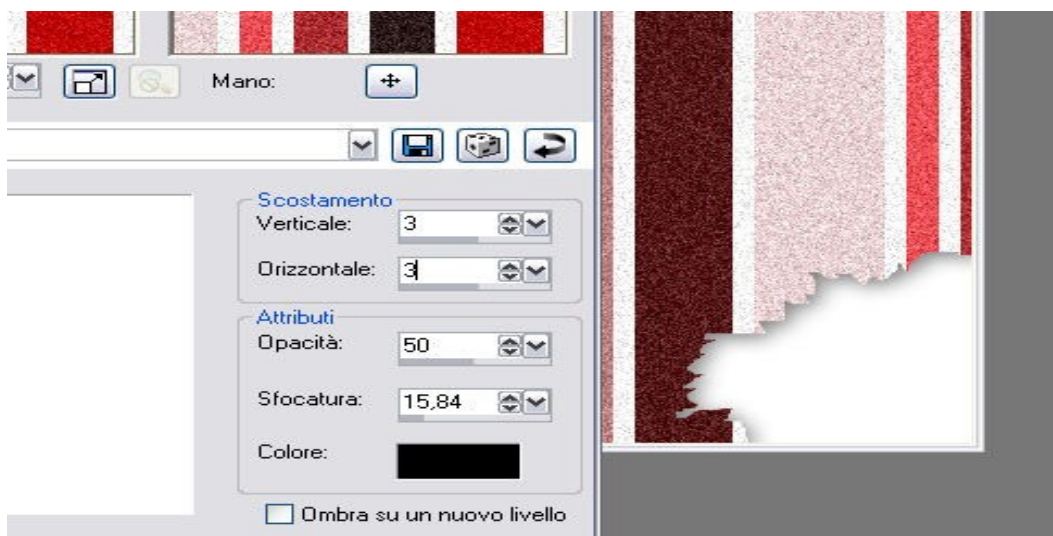 Mano:
Scostamento
Verticale: 3
Orizzontale: 3
Attributi
Opacità: 50
Sfocatura: 15,84
Colore:
Ombra su un nuovo livello